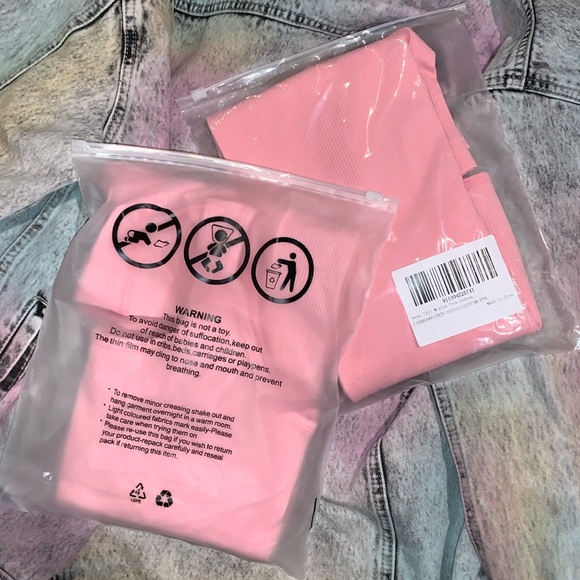 WARNING
This bag is not a toy.
To avoid danger of suffocation,keep out
of reach of babies and children.
Do not use in cribs,beds,carriages or playpens.
The thin film may cling to nose and mouth and prevent
breathing.
* To remove minor creasing shake out and
hang garment overnight in a warm room.
* Light coloured fabrics mark easily-Please
take care when trying them on
* Please re-use this bag if you wish to return
your product-repack carefully and reseal
pack if returning this item.
LDPE
Made In China